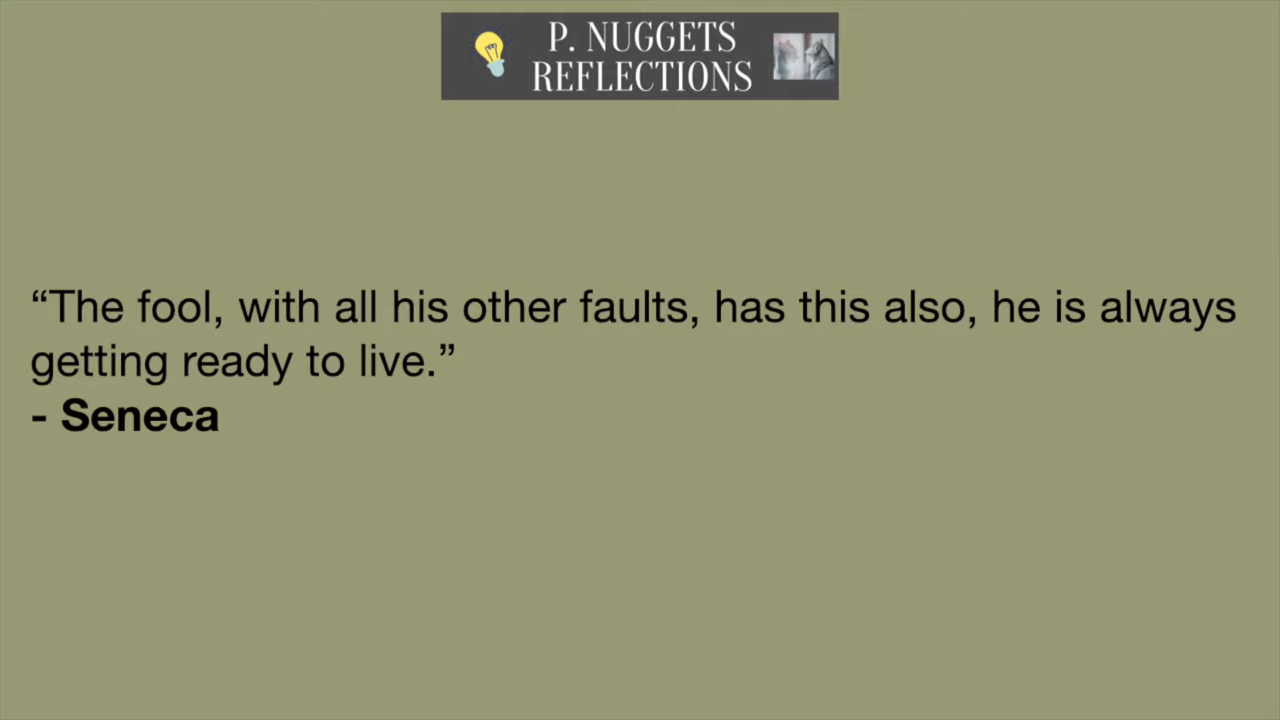 P. NUGGETS
REFLECTIONS
“The fool, with all his other faults, has this also, he is always
getting ready to live.”
- Seneca